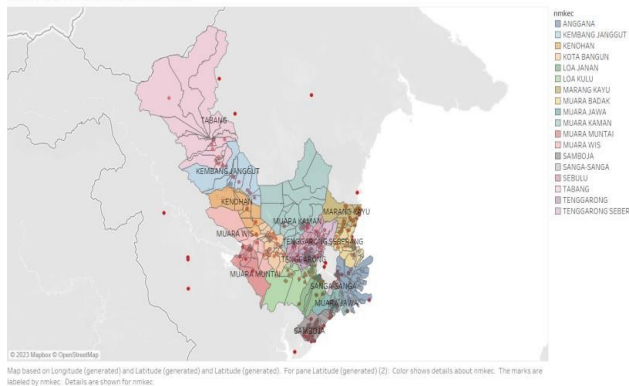 nmkec
ANGGANA
KEMBANG JANGGUT
KENOHAN
KOTA BANGUN
LOA JANAN
LOA KULU
MARANG KAYU
MUARA BADAK
MUARA JAWA
MUARA KAMAN
MUARA MUNTAI
MUARA WIS
SAMBOJA
SANGA-SANGA
SEBULU
TABANG
TENGGARONG
TENGGARONG SEBER
TABANG
KEMBANG JANGGUT
KENOHAN
MARANG KAYU
MUARA KAMAN
MUARA WIS
TENGGARONG SEBERANG
TENGGARONG
MUARA MUNTAI
SANGA-SANGA
MUARA JAWA
SAMBOJA
© 2023 Mapbox © OpenStreetMap
Map based on Longitude (generated) and Latitude (generated) and Latitude (generated). For pane Latitude (generated) (2): Color shows details about nmkec. The marks are
labeled by nmkec. Details are shown for nmkec.